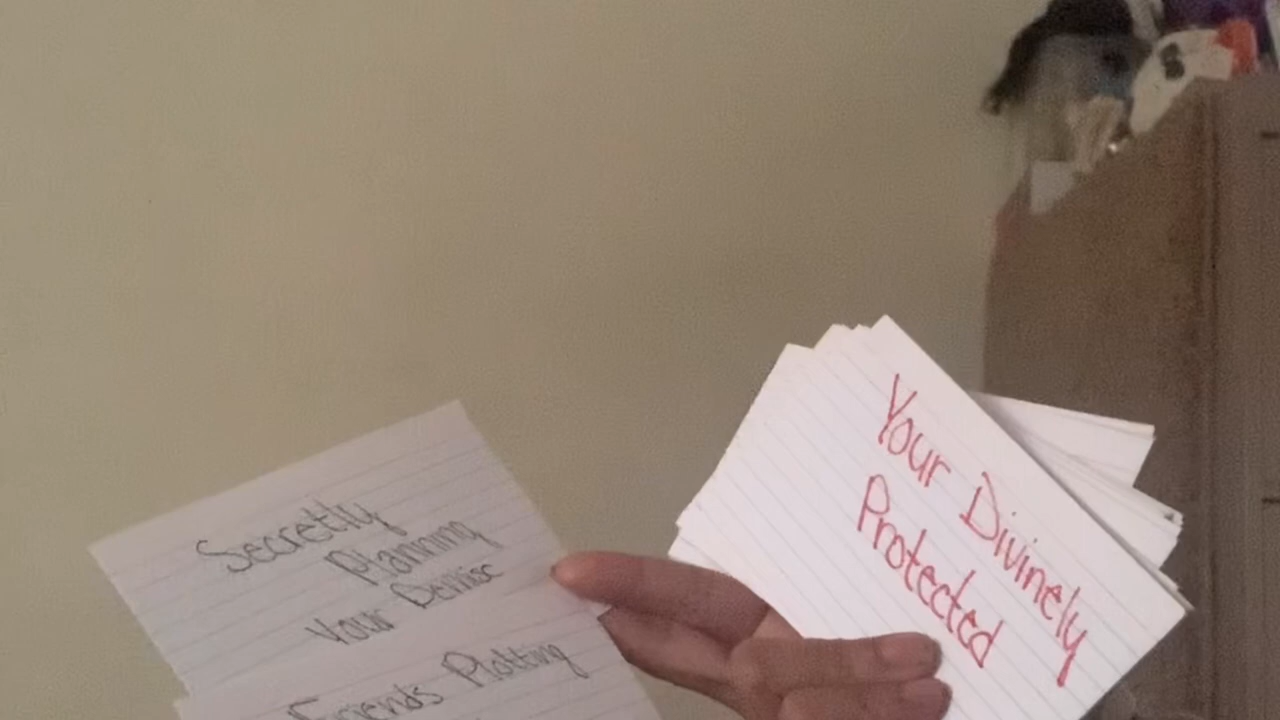 Secretly
Planning
Your Demise
Friends Plotting
Your Divinely
Protected